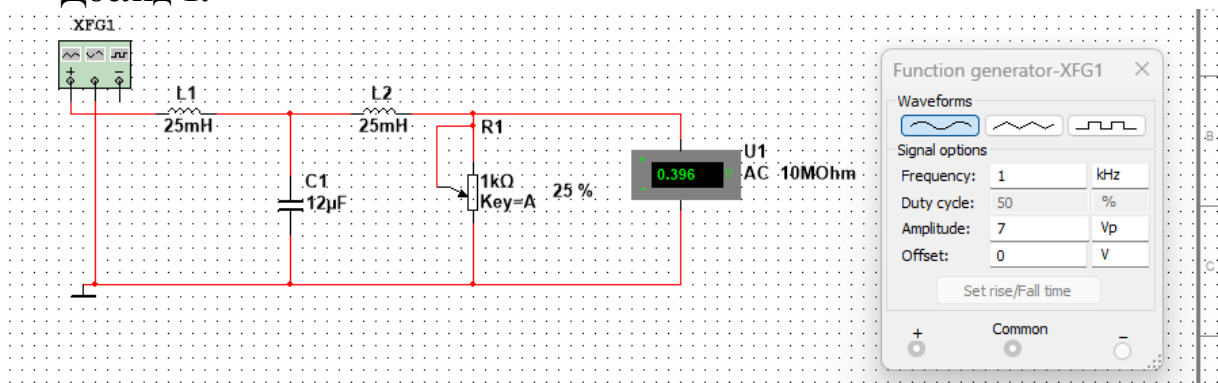 Дослід 1.
XFG1
L1
25mH
L2
25mH
R1
C1
12µF
1kΩ
Key=A
25 %
0.396 V
U1
AC 10MOhm
Function generator-XFG1
Waveforms
Signal options
Frequency: 1 kHz
Duty cycle: 50 %
Amplitude: 7 Vp
Offset: 0 V
Set rise/Fall time
+
Common
−
B
C